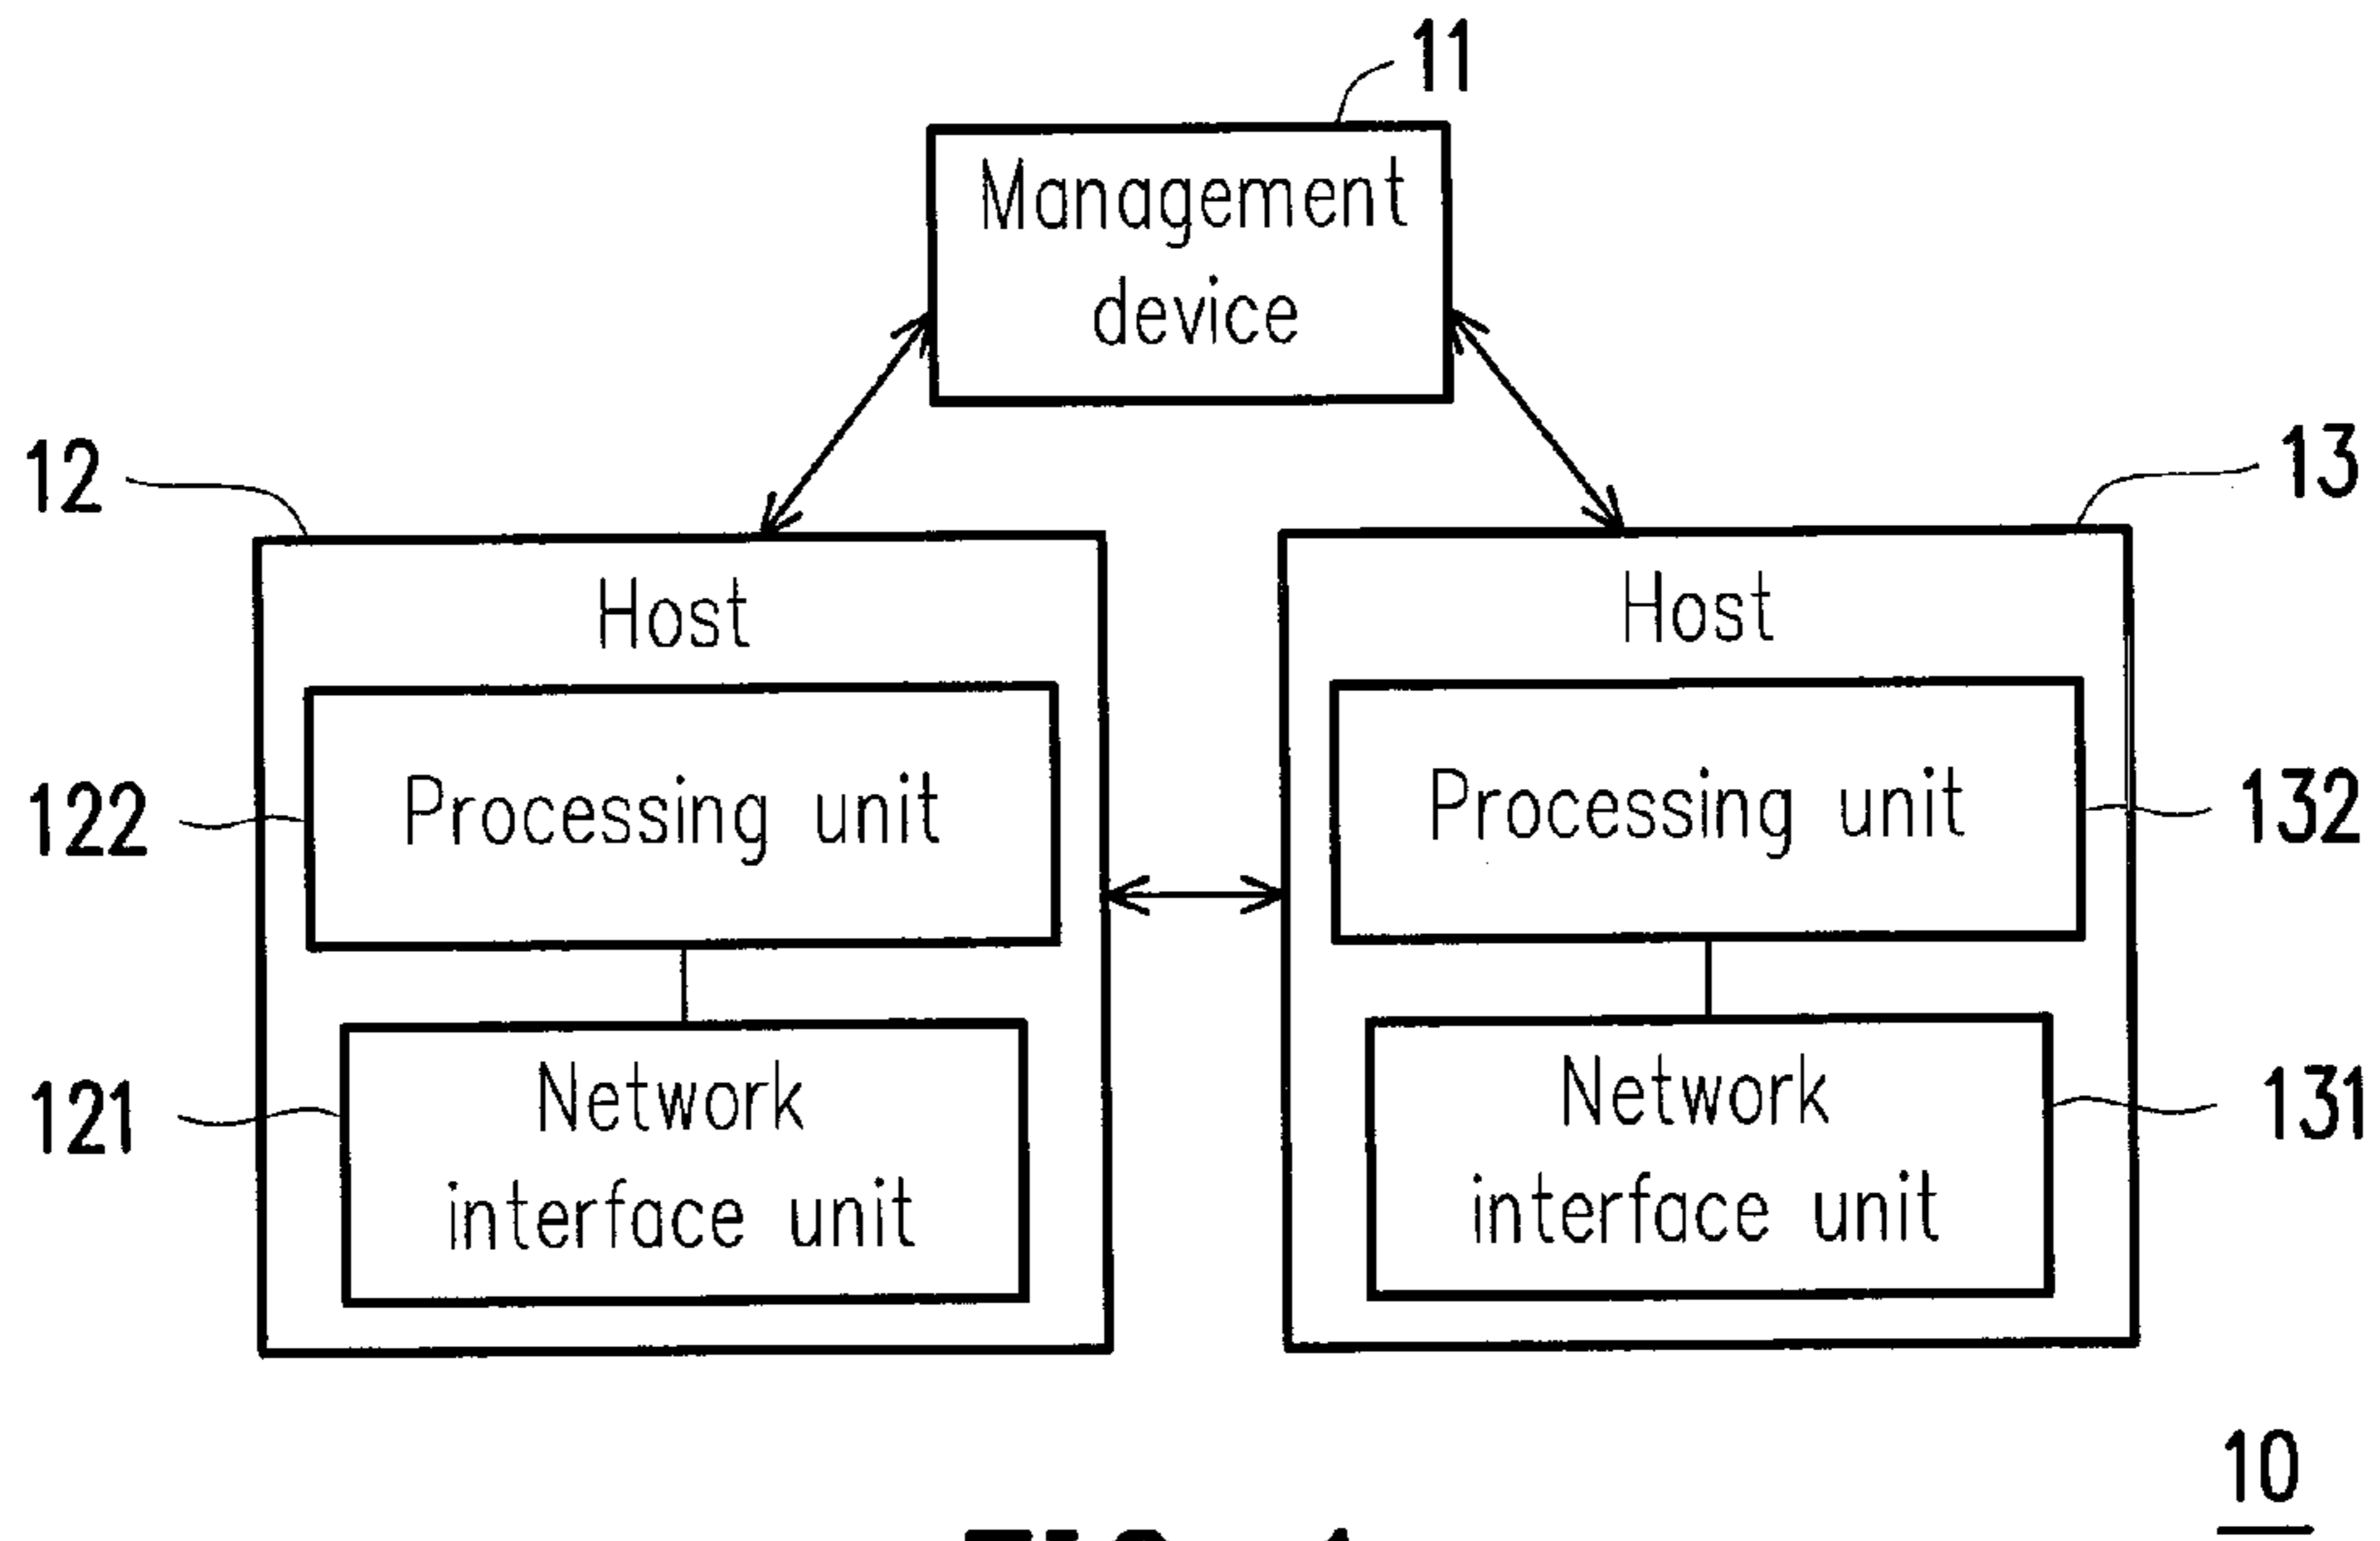 11
Management
device
12
13
Host
Host
122
Processing unit
Processing unit
132
121
Network
interface unit
Network
interface unit
131
10